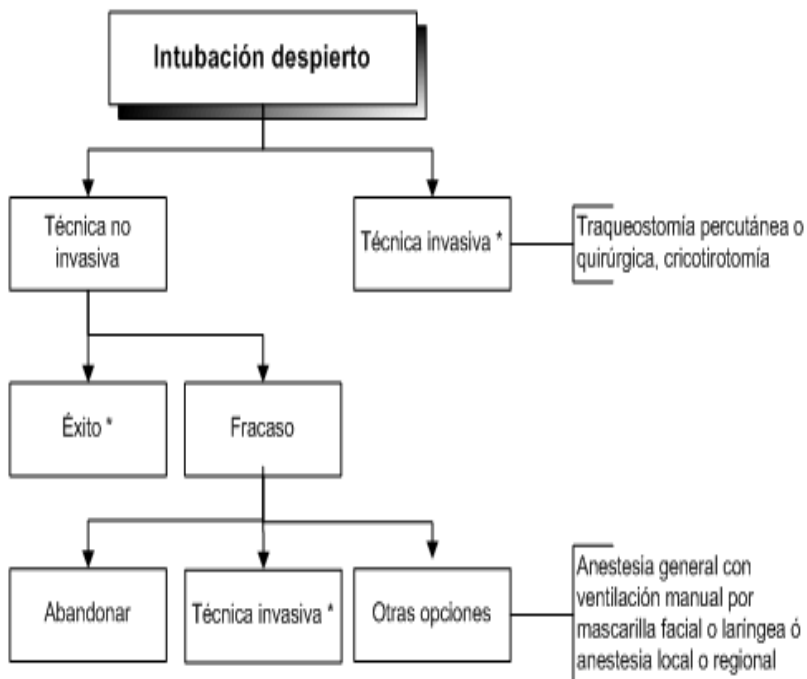 Intubación despierto
Técnica no
invasiva
Técnica invasiva *
Traqueostomía percutánea o
quirúrgica, cricotirotomía
Éxito *
Fracaso
Abandonar
Técnica invasiva *
Otras opciones
Anestesia general con
ventilación manual por
mascarilla facial o laríngea ó
anestesia local o regional